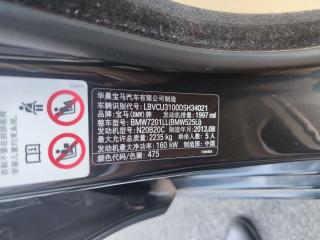 华晨宝马汽车有限公司制造
车辆识别代号: LBVCU3100DSH34021
品牌: 宝马(BMW)牌 发动机排量: 1997 ml
型号: BMW7201LL(BMW525Li)
发动机型号: N20B20C 制造年月: 2013.08
最大允许总质量: 2235 kg 乘坐人数: 5人
发动机最大净功率: 160 kW 制造国: 中国
颜色代码/色漆: 475